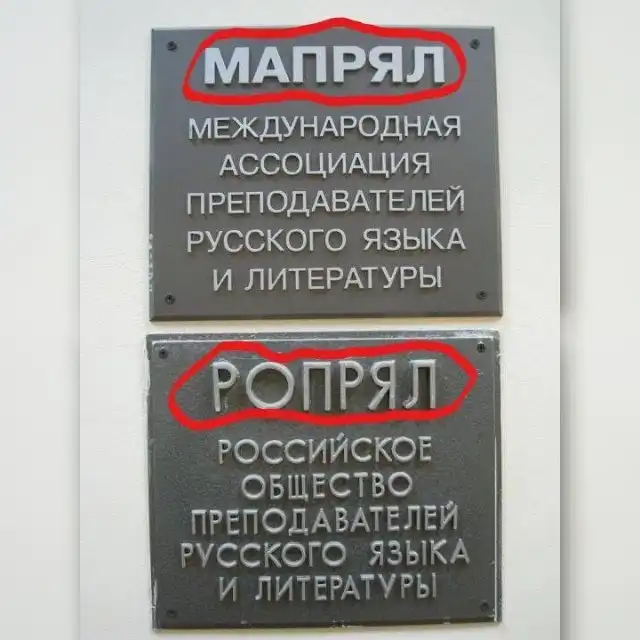 МАПРЯЛ
МЕЖДУНАРОДНАЯ
АССОЦИАЦИЯ
ПРЕПОДАВАТЕЛЕЙ
РУССКОГО ЯЗЫКА
И ЛИТЕРАТУРЫ
РОПРЯЛ
РОССИЙСКОЕ
ОБЩЕСТВО
ПРЕПОДАВАТЕЛЕЙ
РУССКОГО ЯЗЫКА
И ЛИТЕРАТУРЫ